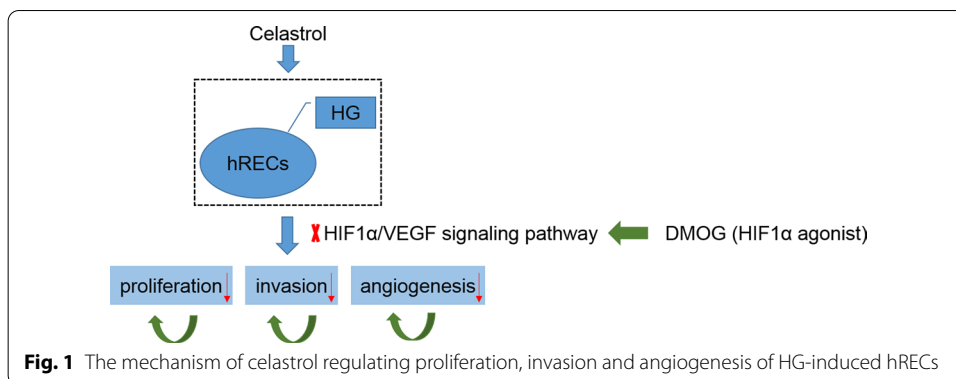 Celastrol
HG
hRECs
HIF1α/VEGF signaling pathway
DMOG (HIF1α agonist)
proliferation
invasion
angiogenesis
Fig. 1 The mechanism of celastrol regulating proliferation, invasion and angiogenesis of HG-induced hRECs